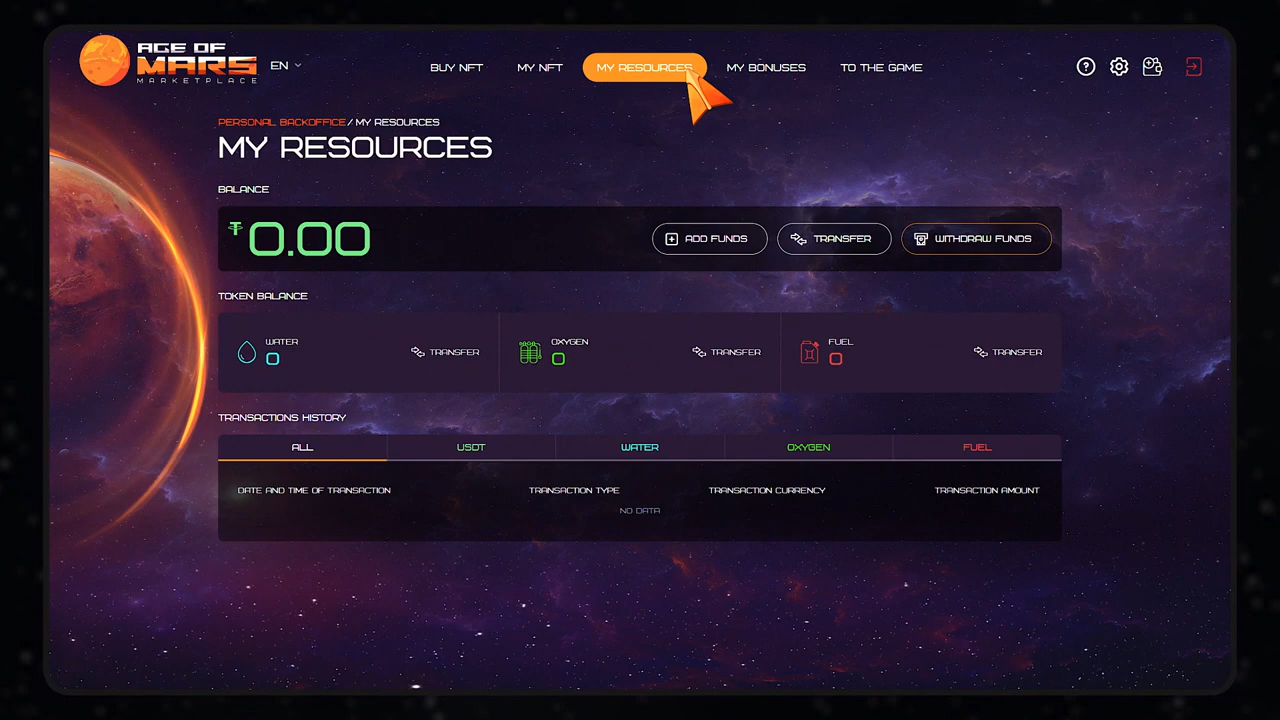 AGE OF
MARS
MARKETPLACE
EN
BUY NFT
MY NFT
MY RESOURCES
MY BONUSES
TO THE GAME
PERSONAL BACKOFFICE / MY RESOURCES
MY RESOURCES
BALANCE
0.00
ADD FUNDS
TRANSFER
WITHDRAW FUNDS
TOKEN BALANCE
WATER
0
TRANSFER
OXYGEN
0
TRANSFER
FUEL
0
TRANSFER
TRANSACTIONS HISTORY
ALL
USDT
WATER
OXYGEN
FUEL
DATE AND TIME OF TRANSACTION
TRANSACTION TYPE
TRANSACTION CURRENCY
TRANSACTION AMOUNT
NO DATA